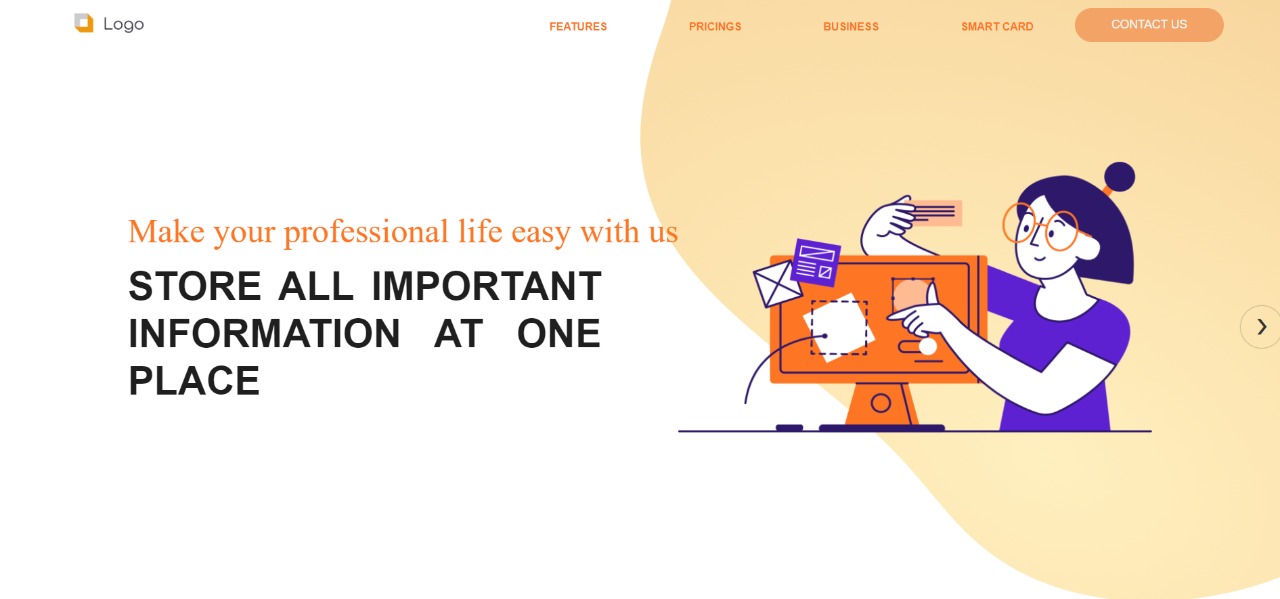 Logo
FEATURES
PRICINGS
BUSINESS
SMART CARD
CONTACT US
Make your professional life easy with us
STORE ALL IMPORTANT
INFORMATION AT ONE
PLACE